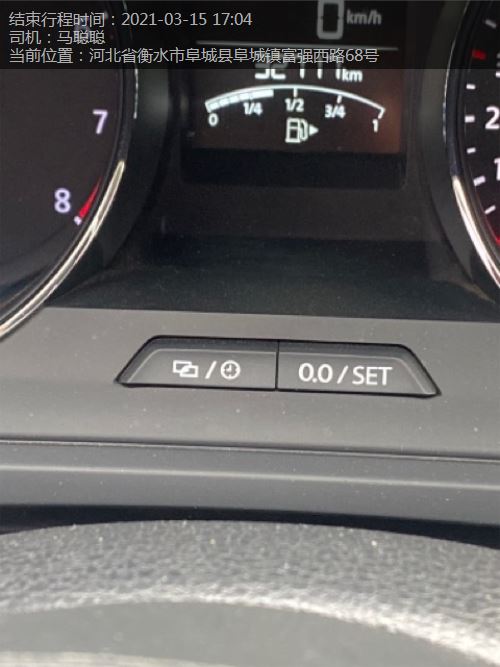 结束行程时间：2021-03-15 17:04
司机：马聪聪
当前位置：河北省衡水市阜城县阜城镇富强西路68号
0 km/h
km
0 1/4 1/2 3/4 1
7
8
2
/
0.0 / SET